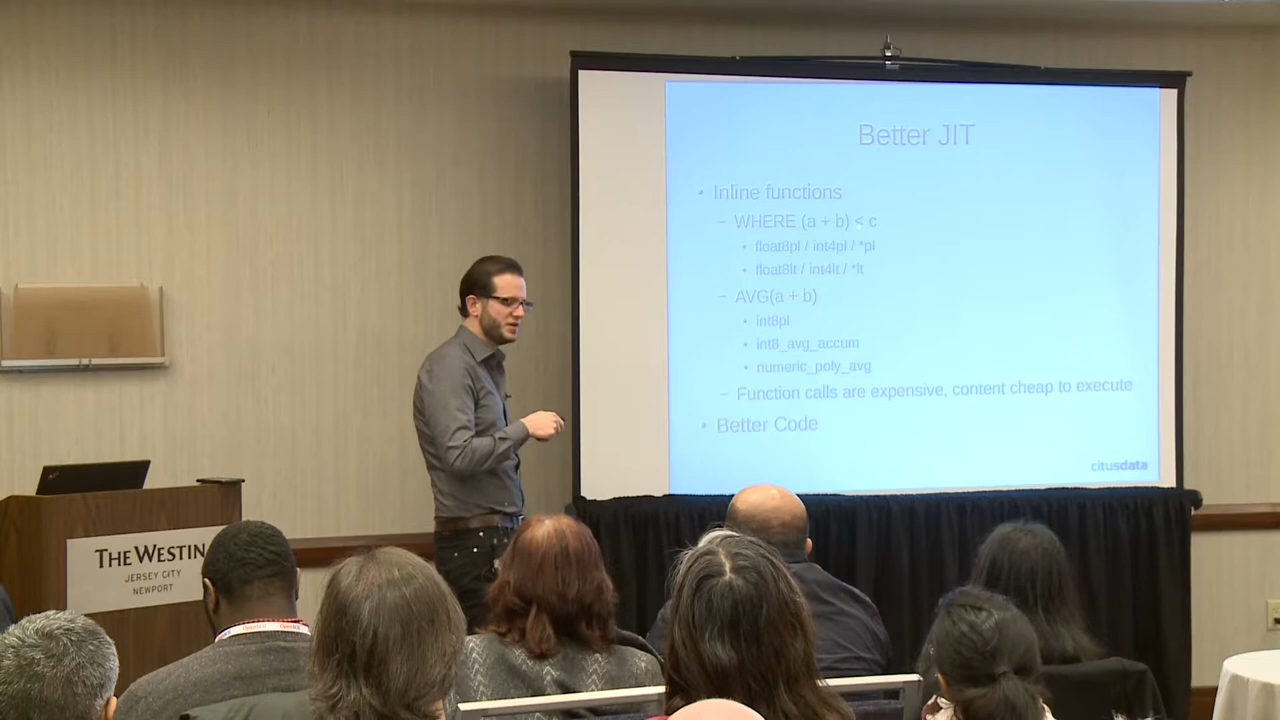 Better JIT
• Inline functions
– WHERE (a + b) < c
• float8pl / int4pl / *pl
• float8lt / int4lt / *lt
– AVG(a + b)
• int8pl
• int8_avg_accum
• numeric_poly_avg
– Function calls are expensive, content cheap to execute
• Better Code
citusdata
THE WESTIN
JERSEY CITY
NEWPORT